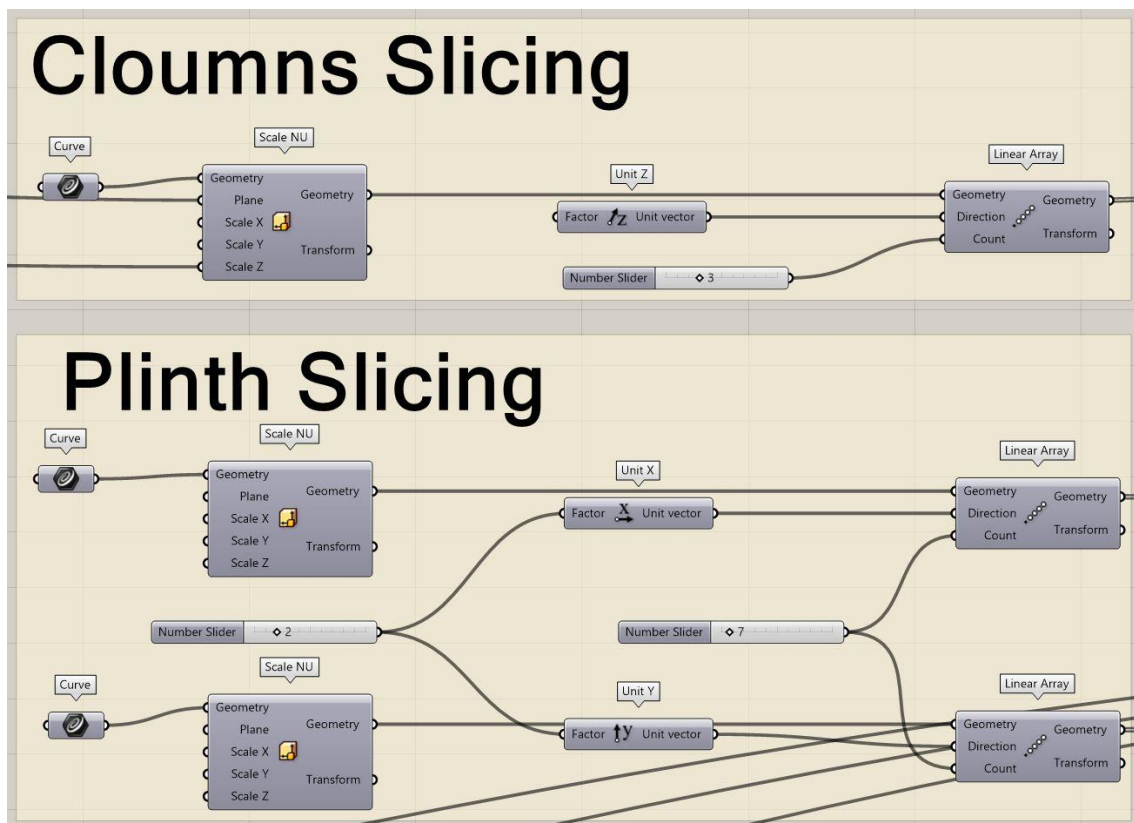 Cloumns Slicing
Curve
Scale NU
Geometry
Plane
Scale X
Scale Y
Scale Z
Geometry
Transform
Unit Z
Factor Z Unit vector
Number Slider 3
Linear Array
Geometry
Direction
Count
Geometry
Transform
Plinth Slicing
Curve
Scale NU
Geometry
Plane
Scale X
Scale Y
Scale Z
Geometry
Transform
Unit X
Factor X Unit vector
Linear Array
Geometry
Direction
Count
Geometry
Transform
Number Slider 2
Number Slider 7
Curve
Scale NU
Geometry
Plane
Scale X
Scale Y
Scale Z
Geometry
Transform
Unit Y
Factor y Unit vector
Linear Array
Geometry
Direction
Count
Geometry
Transform